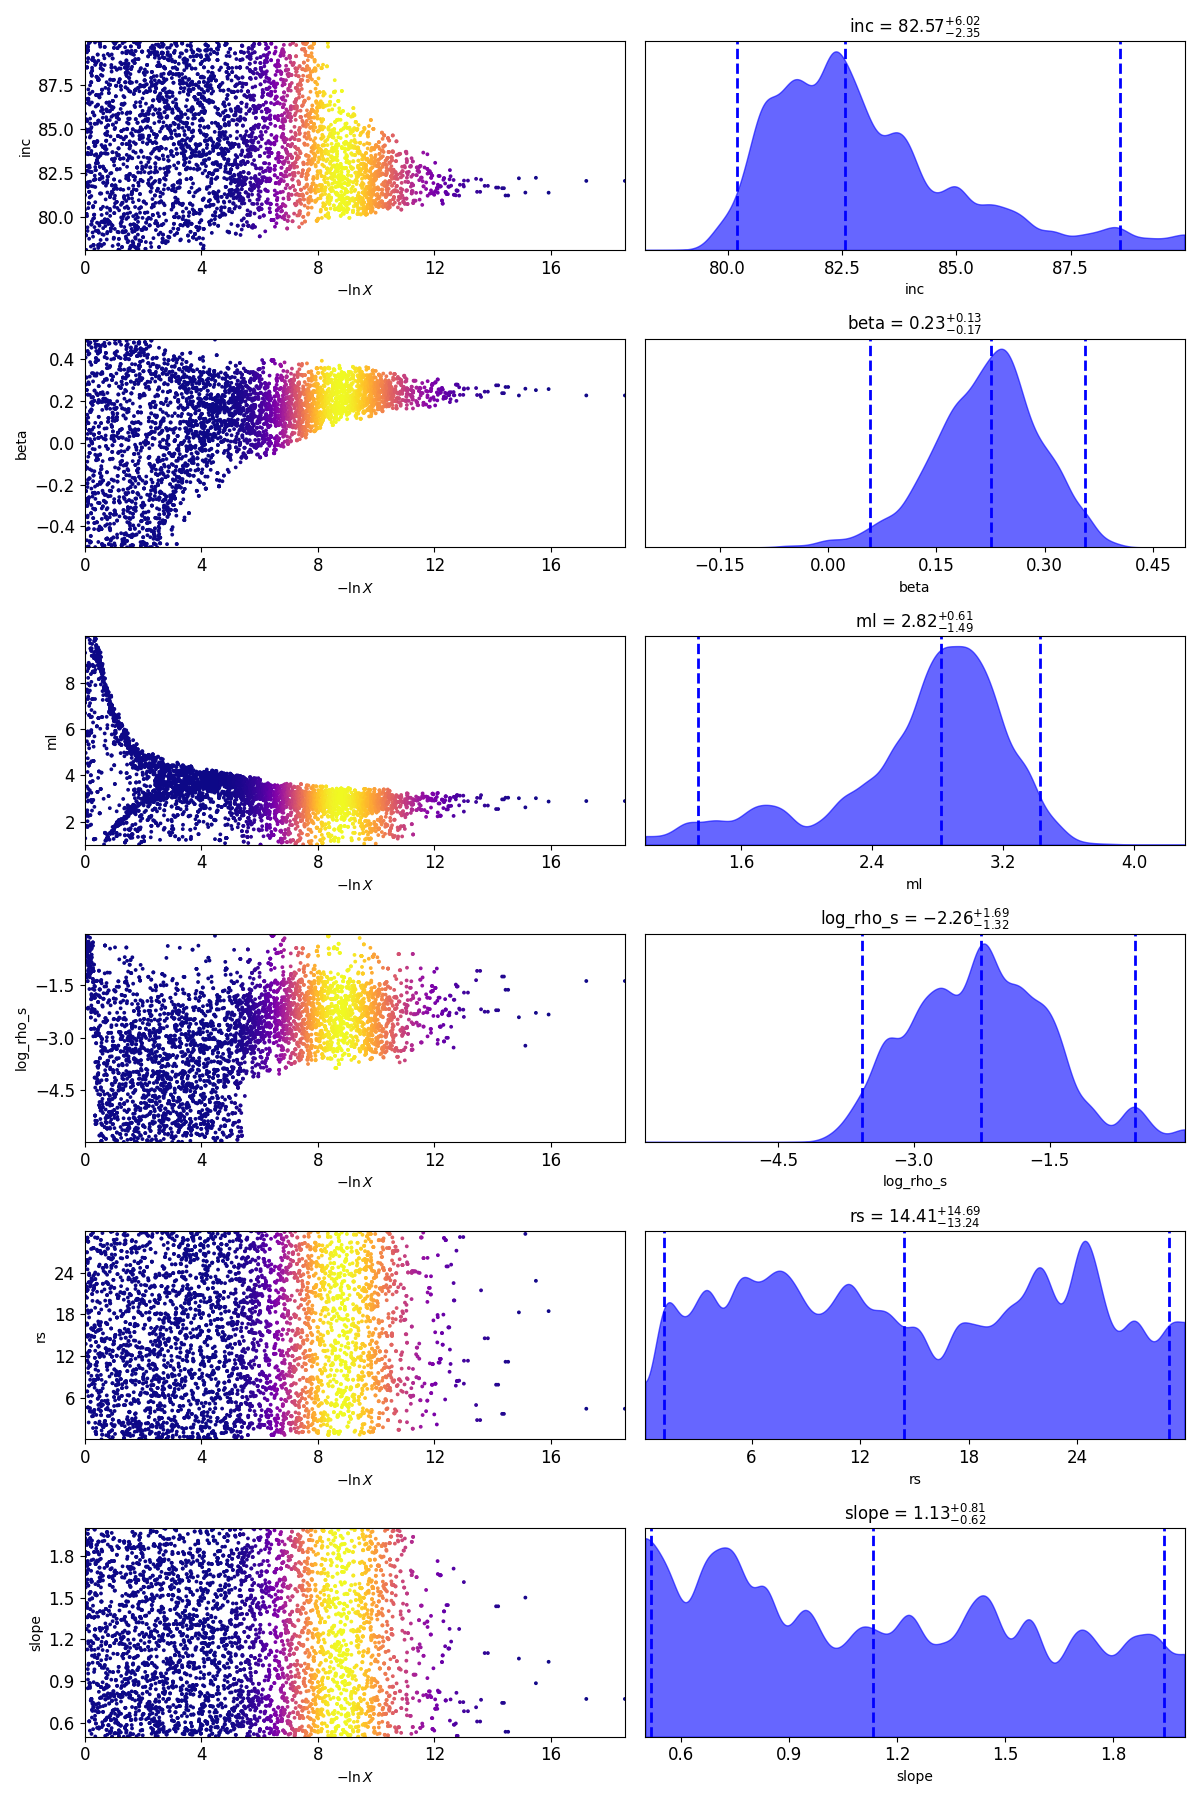 inc = 82.57+6.02−2.35
87.5
85.0
82.5
80.0
inc
0 4 8 12 16
−ln X
80.0 82.5 85.0 87.5
inc
beta = 0.23+0.13−0.17
0.4
0.2
0.0
−0.2
−0.4
beta
0 4 8 12 16
−ln X
−0.15 0.00 0.15 0.30 0.45
beta
ml = 2.82+0.61−1.49
8
6
4
2
ml
0 4 8 12 16
−ln X
1.6 2.4 3.2 4.0
ml
log_rho_s = −2.26+1.69−1.32
−1.5
−3.0
−4.5
log_rho_s
0 4 8 12 16
−ln X
−4.5 −3.0 −1.5
log_rho_s
rs = 14.41+14.69−13.24
24
18
12
6
rs
0 4 8 12 16
−ln X
6 12 18 24
rs
slope = 1.13+0.81−0.62
1.8
1.5
1.2
0.9
0.6
slope
0 4 8 12 16
−ln X
0.6 0.9 1.2 1.5 1.8
slope